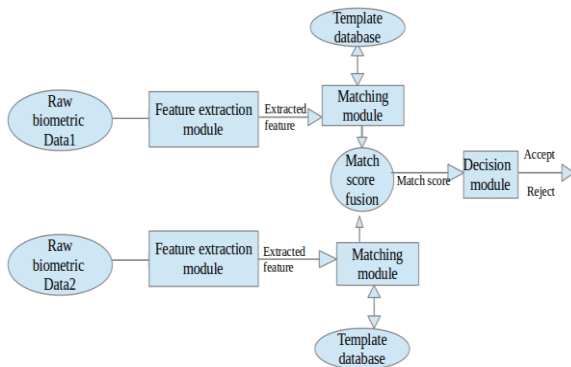 Template
database
Raw
biometric
Data1
Feature extraction
module
Extracted
feature
Matching
module
Match
score
fusion
Match score
Decision
module
Accept
Reject
Raw
biometric
Data2
Feature extraction
module
Extracted
feature
Matching
module
Template
database